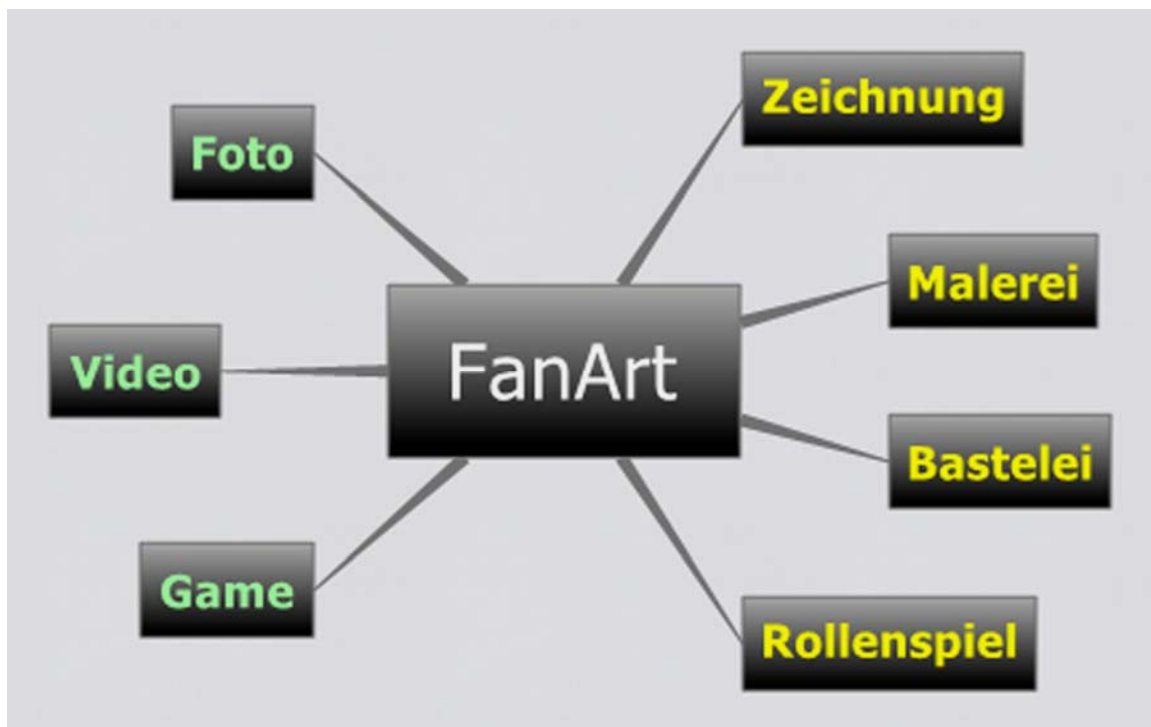 Zeichnung
Foto
Malerei
FanArt
Video
Bastelei
Game
Rollenspiel